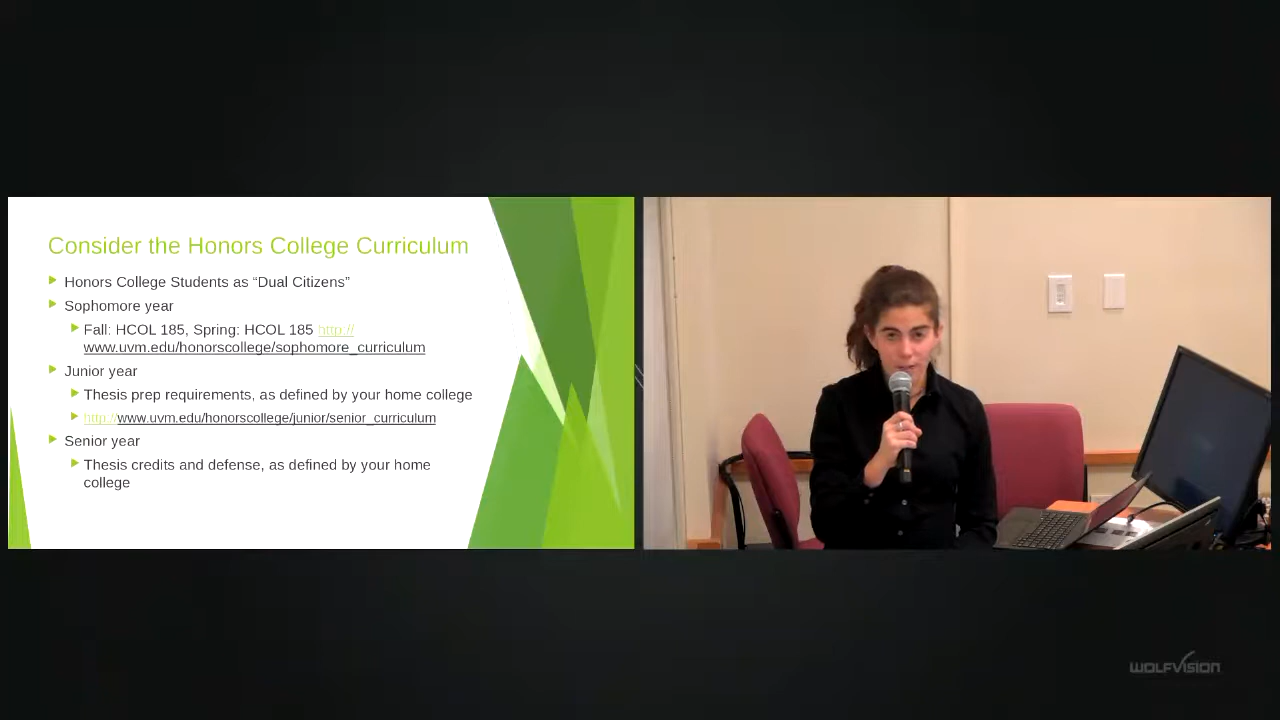 Consider the Honors College Curriculum
Honors College Students as “Dual Citizens”
Sophomore year
Fall: HCOL 185, Spring: HCOL 185 http://
www.uvm.edu/honorscollege/sophomore_curriculum
Junior year
Thesis prep requirements, as defined by your home college
http://www.uvm.edu/honorscollege/junior/senior_curriculum
Senior year
Thesis credits and defense, as defined by your home
college
WOLFVISION